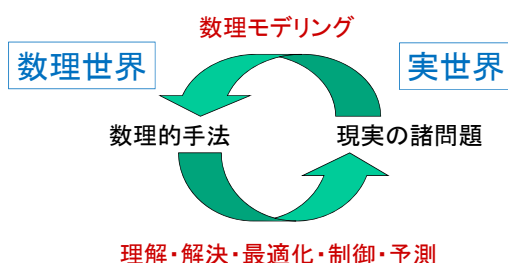 数理モデリング
数理世界
実世界
数理的手法
現実の諸問題
理解・解決・最適化・制御・予測